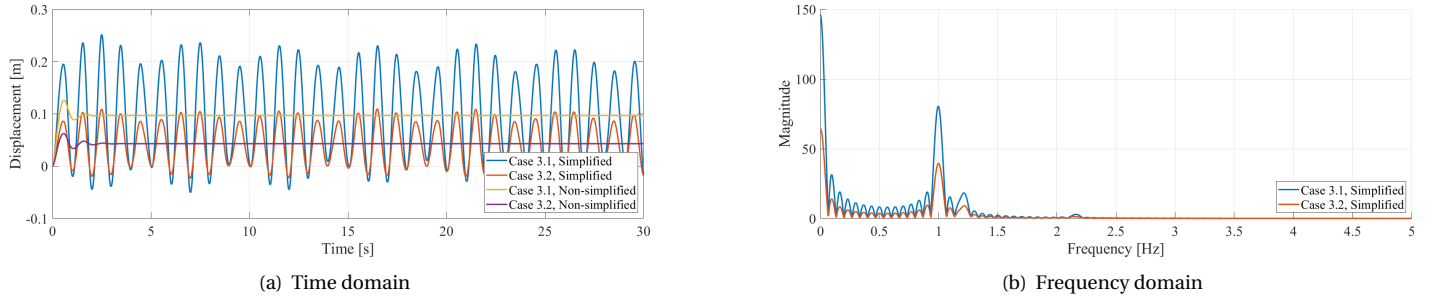 0.3
0.2
0.1
0
-0.1
Displacement [m]
0 5 10 15 20 25 30
Time [s]
Case 3.1, Simplified
Case 3.2, Simplified
Case 3.1, Non-simplified
Case 3.2, Non-simplified
(a) Time domain
150
100
50
0
Magnitude
0 0.5 1 1.5 2 2.5 3 3.5 4 4.5 5
Frequency [Hz]
Case 3.1, Simplified
Case 3.2, Simplified
(b) Frequency domain